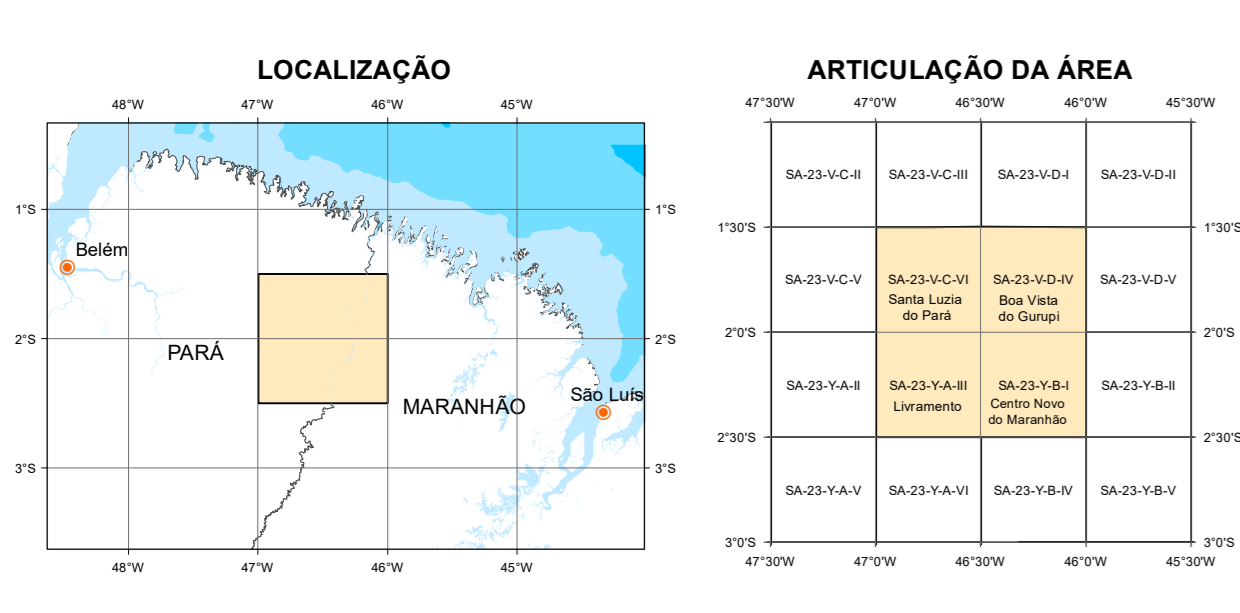 LOCALIZAÇÃO
48°W 47°W 46°W 45°W
1°S 1°S
Belém
2°S 2°S
PARÁ
MARANHÃO
São Luís
3°S 3°S
48°W 47°W 46°W 45°W
ARTICULAÇÃO DA ÁREA
47°30'W 47°0'W 46°30'W 46°0'W 45°30'W
SA-23-V-C-II SA-23-V-C-III SA-23-V-D-I SA-23-V-D-II
1°30'S 1°30'S
SA-23-V-C-V SA-23-V-C-VI SA-23-V-D-IV SA-23-V-D-V
Santa Luzia Boa Vista
do Pará do Gurupi
2°0'S 2°0'S
SA-23-Y-A-II SA-23-Y-A-III SA-23-Y-B-I SA-23-Y-B-II
Livramento Centro Novo
do Maranhão
2°30'S 2°30'S
SA-23-Y-A-V SA-23-Y-A-VI SA-23-Y-B-IV SA-23-Y-B-V
3°0'S 3°0'S
47°30'W 47°0'W 46°30'W 46°0'W 45°30'W